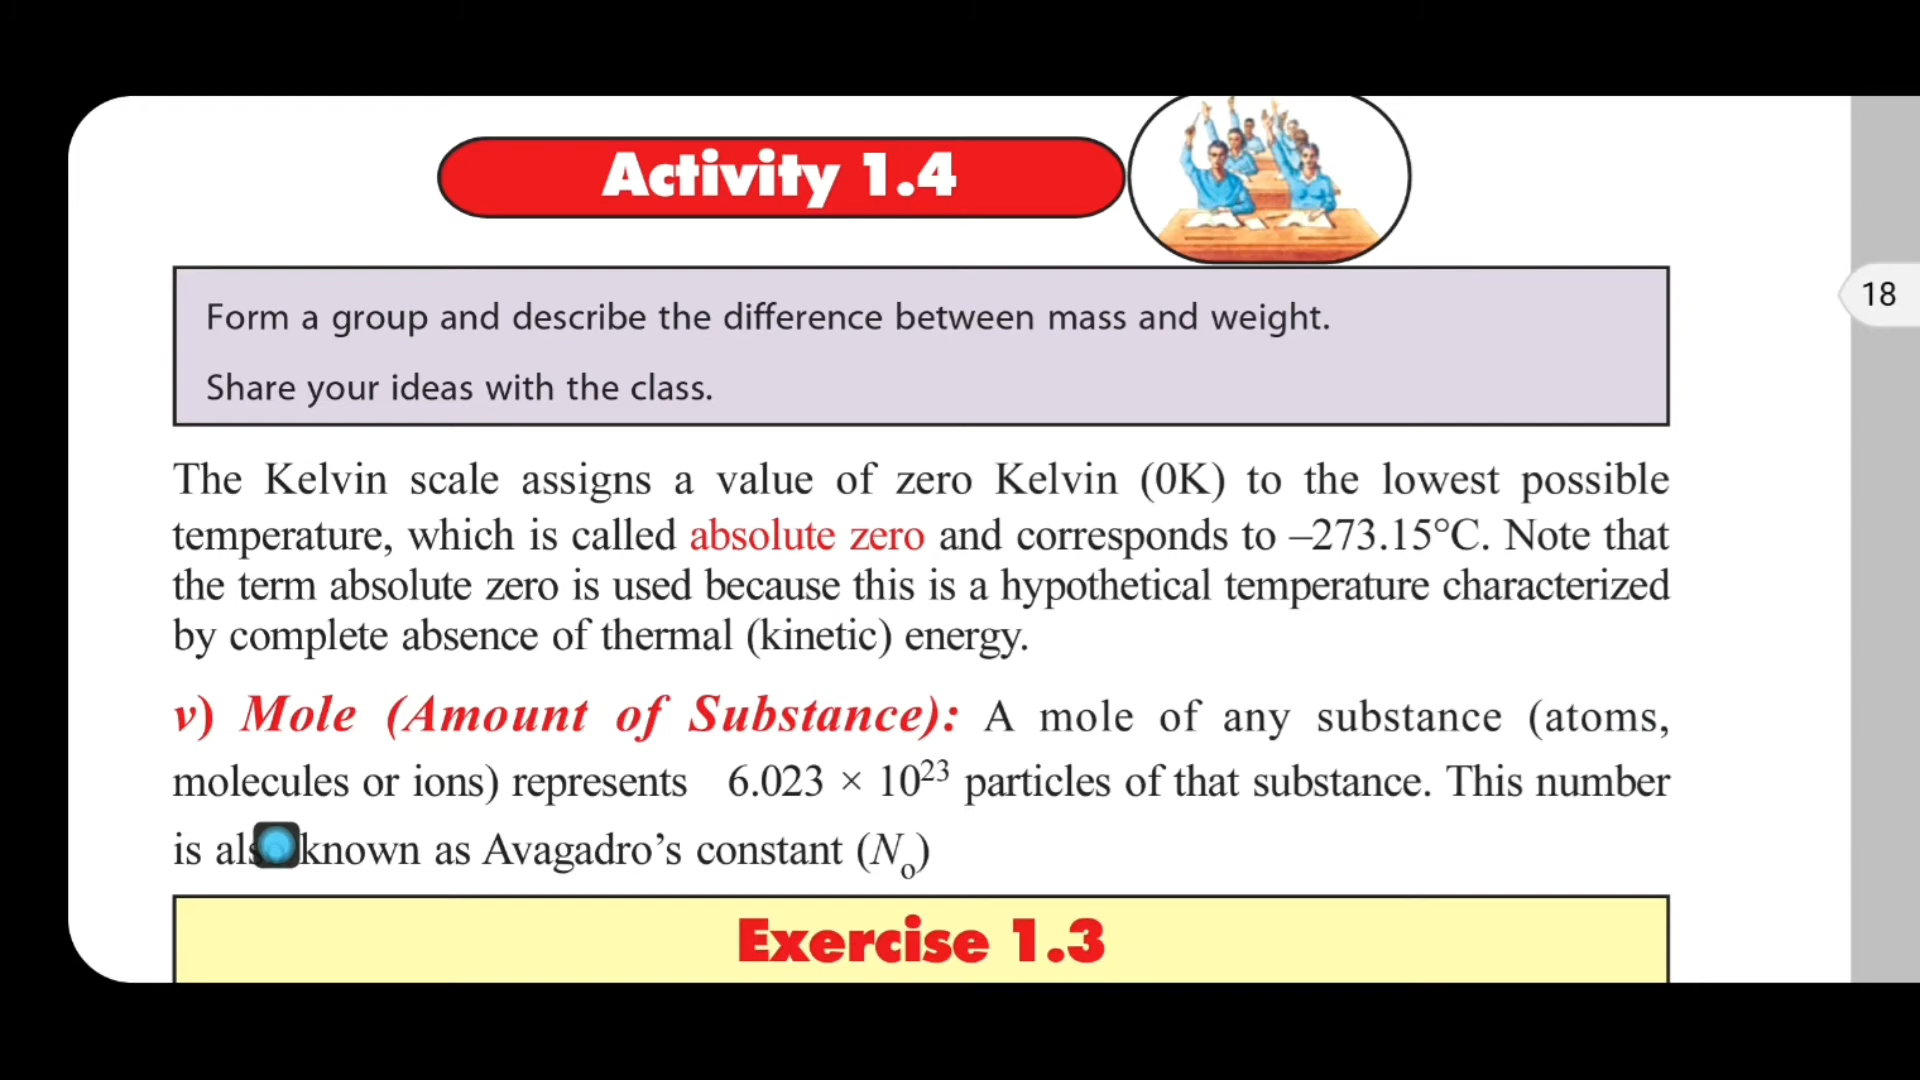 Activity 1.4
18
Form a group and describe the difference between mass and weight.
Share your ideas with the class.
The Kelvin scale assigns a value of zero Kelvin (0K) to the lowest possible
temperature, which is called absolute zero and corresponds to –273.15°C. Note that
the term absolute zero is used because this is a hypothetical temperature characterized
by complete absence of thermal (kinetic) energy.
v) Mole (Amount of Substance): A mole of any substance (atoms,
molecules or ions) represents 6.023 × 10²³ particles of that substance. This number
is also known as Avagadro’s constant (Nₒ)
Exercise 1.3